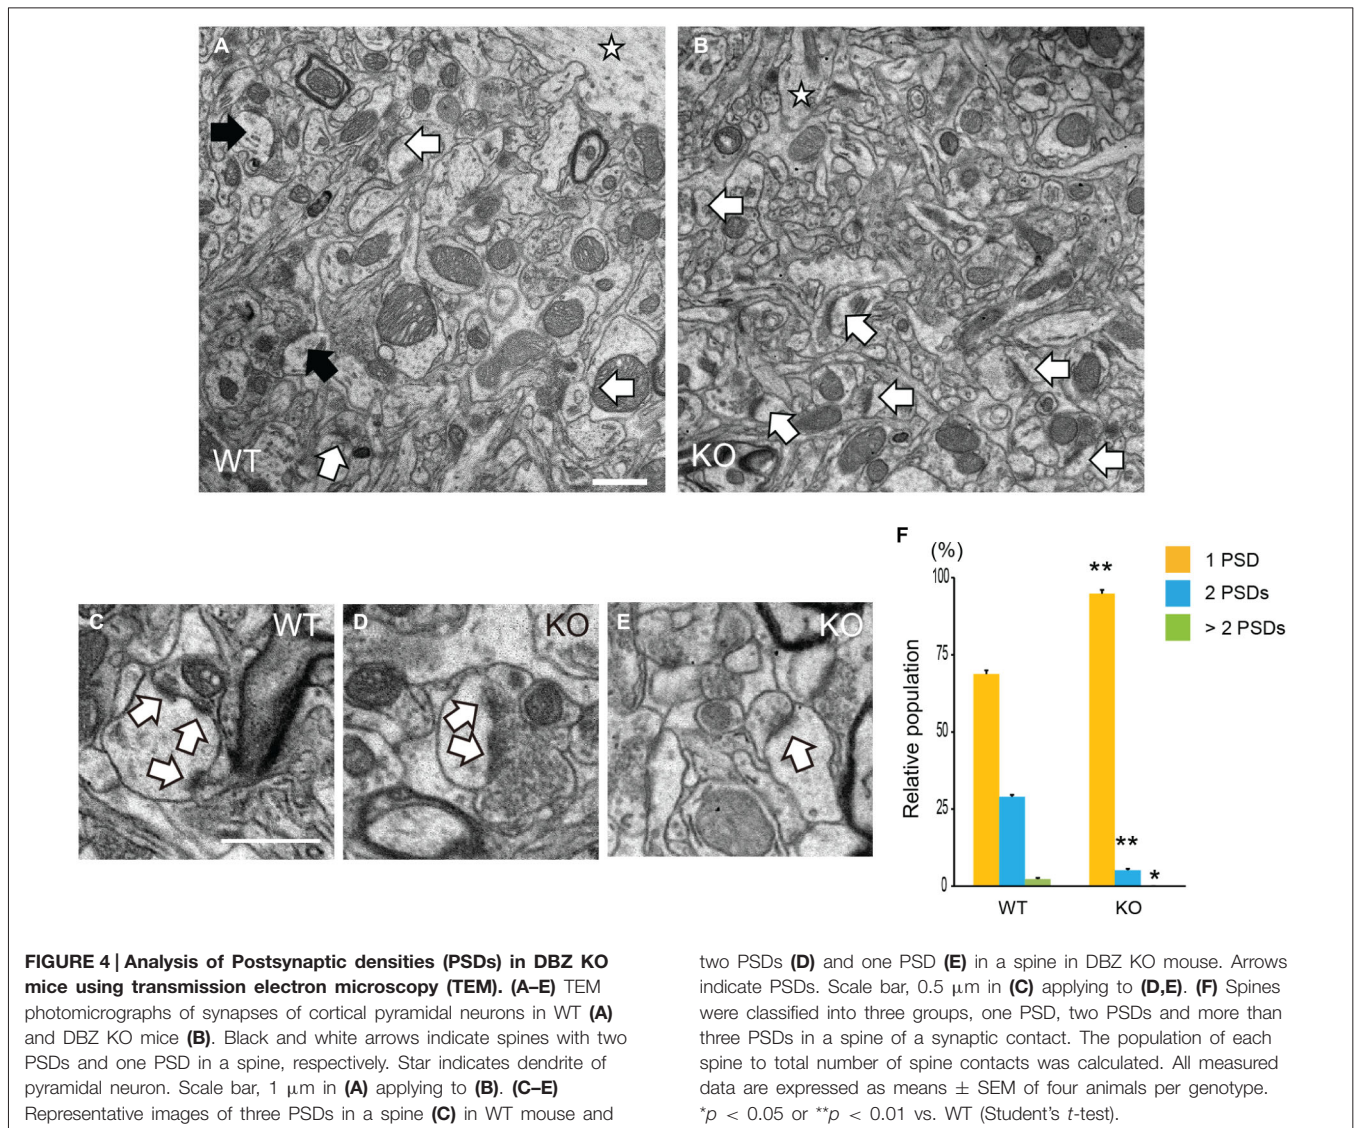 A
B
WT
KO
C
WT
D
KO
E
KO
F
(%)
100
75
50
25
0
Relative population
**
**
*
WT
KO
1 PSD
2 PSDs
> 2 PSDs
FIGURE 4 | Analysis of Postsynaptic densities (PSDs) in DBZ KO
mice using transmission electron microscopy (TEM). (A–E) TEM
photomicrographs of synapses of cortical pyramidal neurons in WT (A)
and DBZ KO mice (B). Black and white arrows indicate spines with two
PSDs and one PSD in a spine, respectively. Star indicates dendrite of
pyramidal neuron. Scale bar, 1 μm in (A) applying to (B). (C–E)
Representative images of three PSDs in a spine (C) in WT mouse and
two PSDs (D) and one PSD (E) in a spine in DBZ KO mouse. Arrows
indicate PSDs. Scale bar, 0.5 μm in (C) applying to (D,E). (F) Spines
were classified into three groups, one PSD, two PSDs and more than
three PSDs in a spine of a synaptic contact. The population of each
spine to total number of spine contacts was calculated. All measured
data are expressed as means ± SEM of four animals per genotype.
*p < 0.05 or **p < 0.01 vs. WT (Student's t-test).